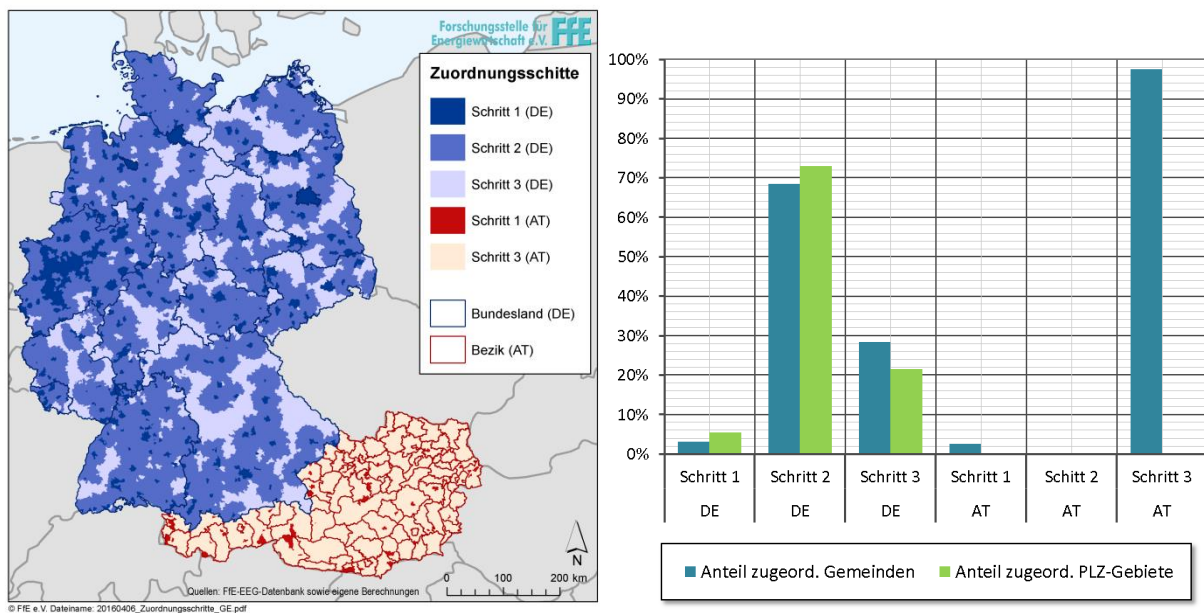 Forschungsstelle für
Energiewirtschaft e.V. FfE
Zuordnungsschitte
Schritt 1 (DE)
Schritt 2 (DE)
Schritt 3 (DE)
Schritt 1 (AT)
Schritt 3 (AT)
Bundesland (DE)
Bezik (AT)
N
0 100 200 km
Quellen: FfE-EEG-Datenbank sowie eigene Berechnungen
© FfE e.V. Dateiname: 20160406_Zuordnungsschritte_GE.pdf
100%
90%
80%
70%
60%
50%
40%
30%
20%
10%
0%
Schritt 1 Schritt 2 Schritt 3 Schritt 1 Schritt 2 Schritt 3
DE DE DE AT AT AT
Anteil zugeord. Gemeinden Anteil zugeord. PLZ-Gebiete